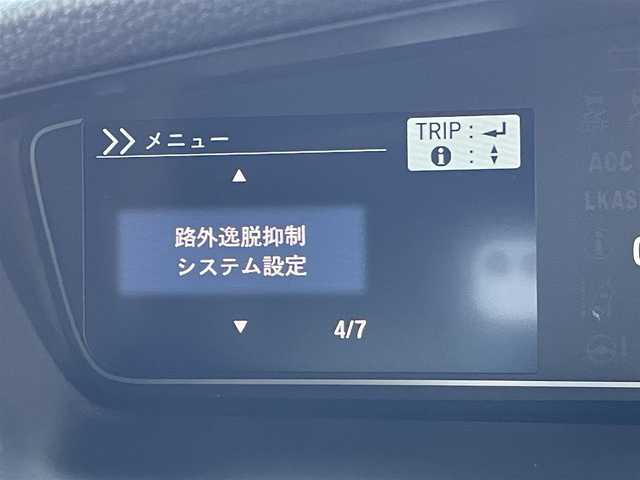 メニュー
TRIP : ↵
i : ▲▼
▲
路外逸脱抑制
システム設定
▼
4/7
ACC
LKAS